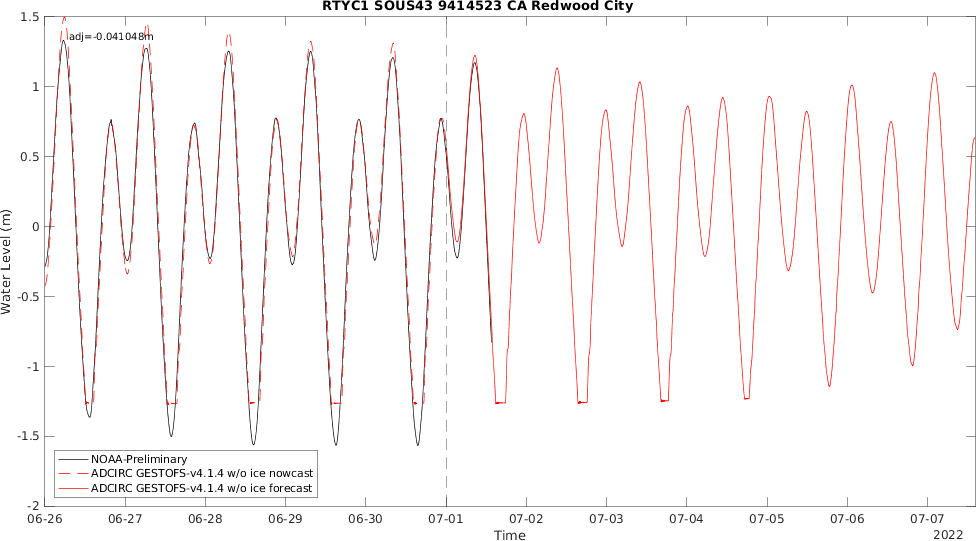 RTYC1 SOUS43 9414523 CA Redwood City
adj=-0.041048m
1.5
1
0.5
0
-0.5
-1
-1.5
-2
Water Level (m)
NOAA-Preliminary
ADCIRC GESTOFS-v4.1.4 w/o ice nowcast
ADCIRC GESTOFS-v4.1.4 w/o ice forecast
06-26 06-27 06-28 06-29 06-30 07-01 07-02 07-03 07-04 07-05 07-06 07-07
Time
2022